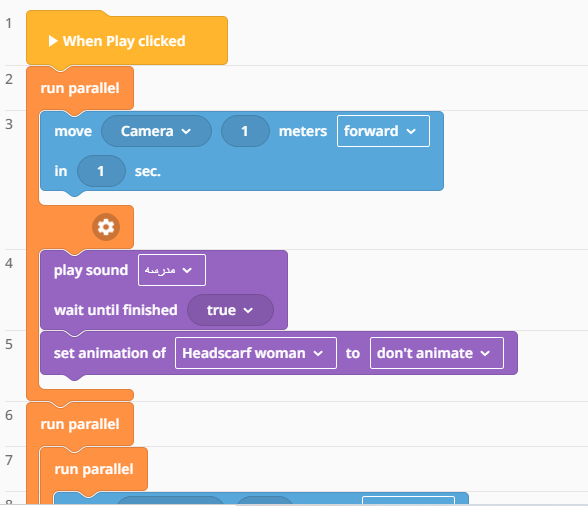 1
When Play clicked
2
run parallel
3
move Camera 1 meters forward
in 1 sec.
4
play sound مدرسه
wait until finished true
5
set animation of Headscarf woman to don't animate
6
run parallel
7
run parallel